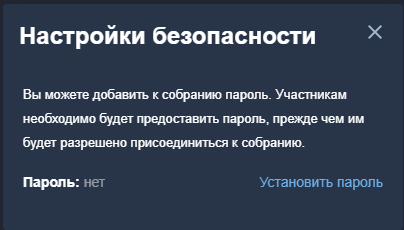 Настройки безопасности
Вы можете добавить к собранию пароль. Участникам
необходимо будет предоставить пароль, прежде чем им
будет разрешено присоединиться к собранию.
Пароль: нет Установить пароль